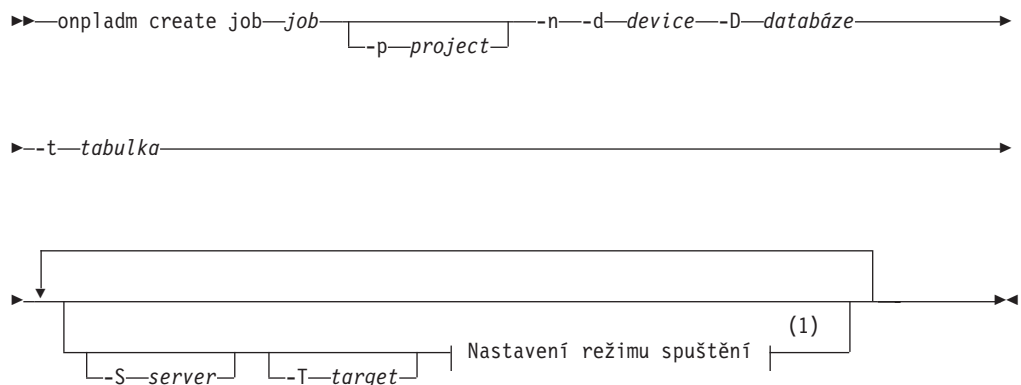 onpladm create job job -n -d device -D databáze
-p project
-t tabulka
(1)
Nastavení režimu spuštění
-S server -T target